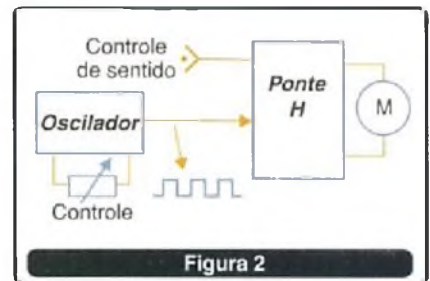 Controle
de sentido
Oscilador
Ponte
H
M
Controle
Figura 2